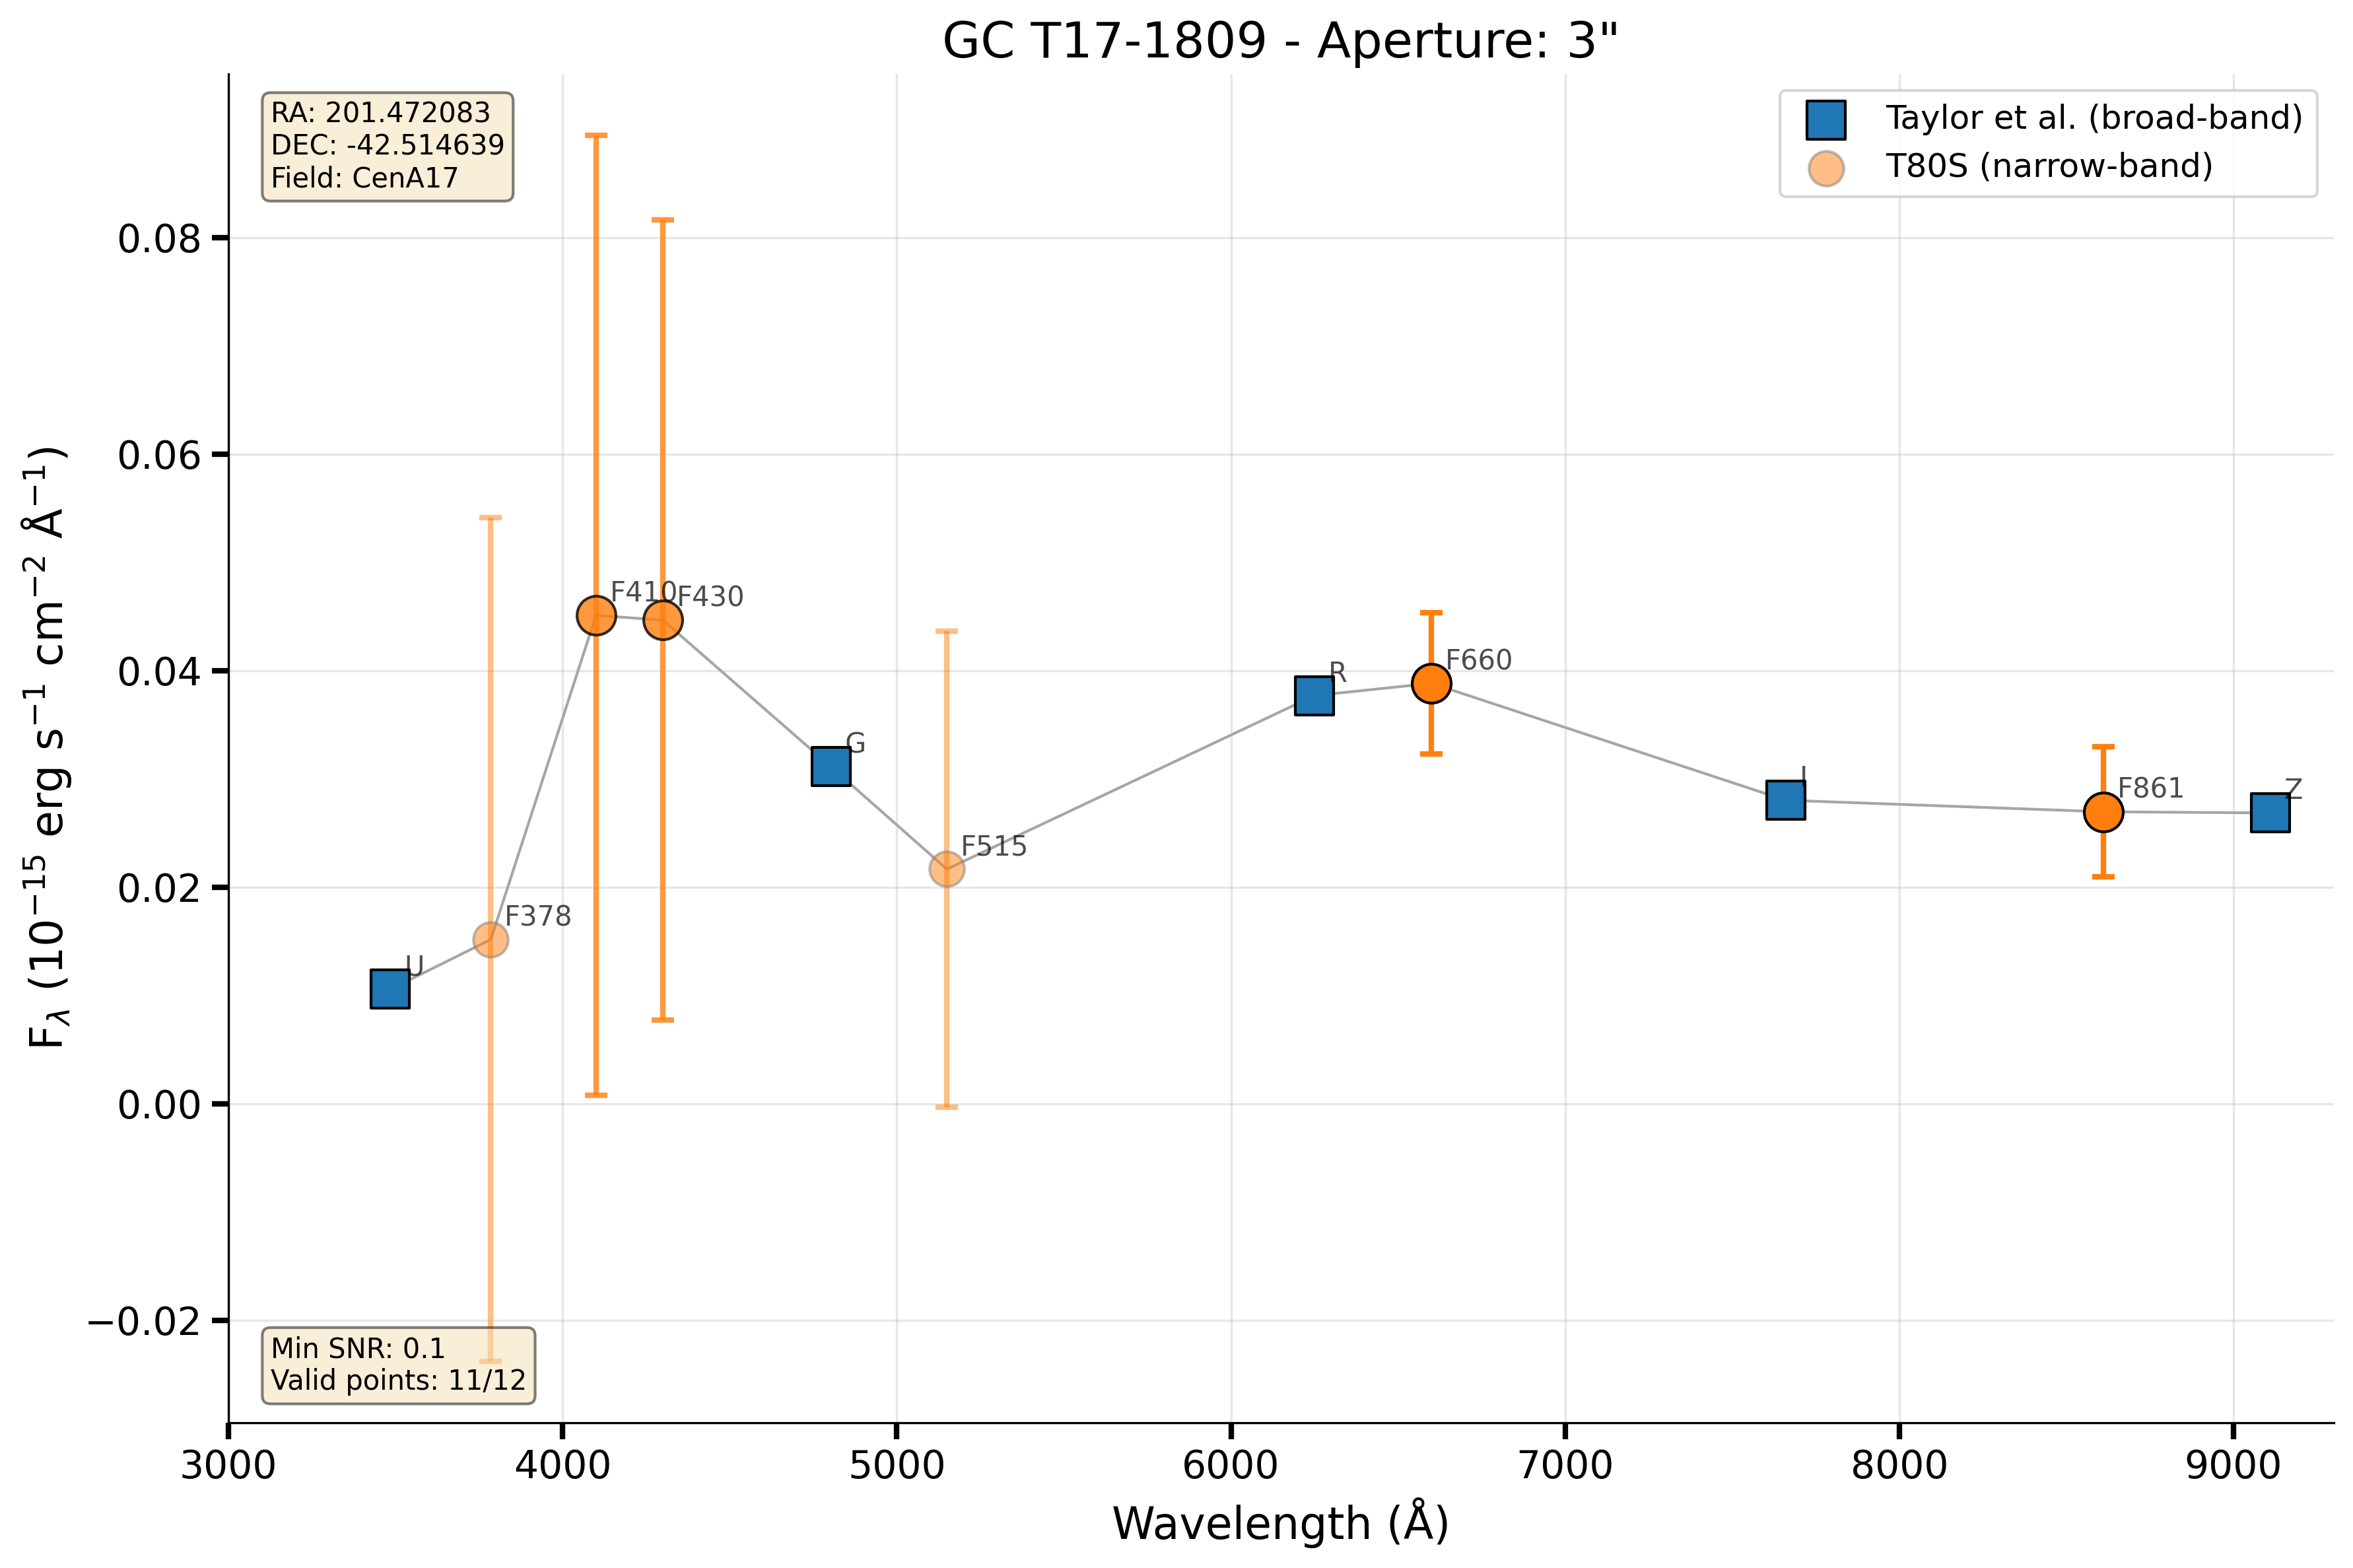 GC T17-1809 - Aperture: 3"
RA: 201.472083
DEC: -42.514639
Field: CenA17
Taylor et al. (broad-band)
T80S (narrow-band)
F_λ (10⁻¹⁵ erg s⁻¹ cm⁻² Å⁻¹)
0.08
0.06
0.04
0.02
0.00
−0.02
U
F378
F410
F430
G
F515
R
F660
I
F861
Z
Min SNR: 0.1
Valid points: 11/12
3000 4000 5000 6000 7000 8000 9000
Wavelength (Å)